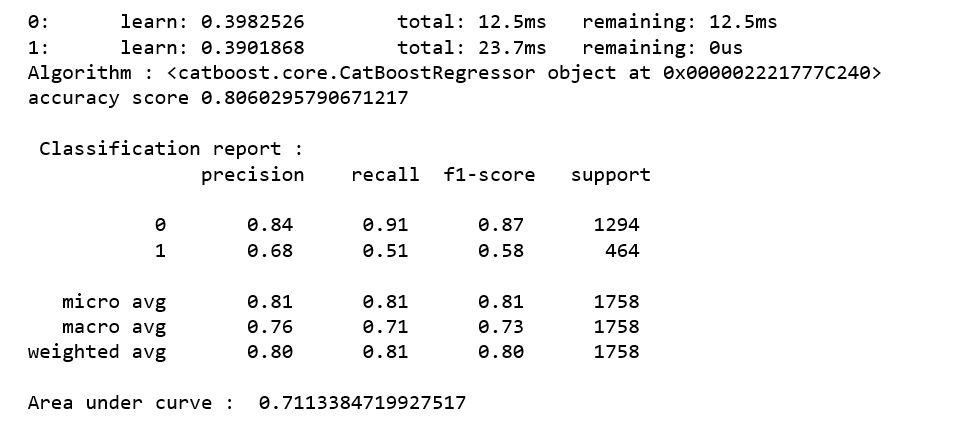 0: learn: 0.3982526 total: 12.5ms remaining: 12.5ms
1: learn: 0.3901868 total: 23.7ms remaining: 0us
Algorithm : <catboost.core.CatBoostRegressor object at 0x000002221777C240>
accuracy score 0.8060295790671217
Classification report :
precision recall f1-score support
0 0.84 0.91 0.87 1294
1 0.68 0.51 0.58 464
micro avg 0.81 0.81 0.81 1758
macro avg 0.76 0.71 0.73 1758
weighted avg 0.80 0.81 0.80 1758
Area under curve : 0.7113384719927517